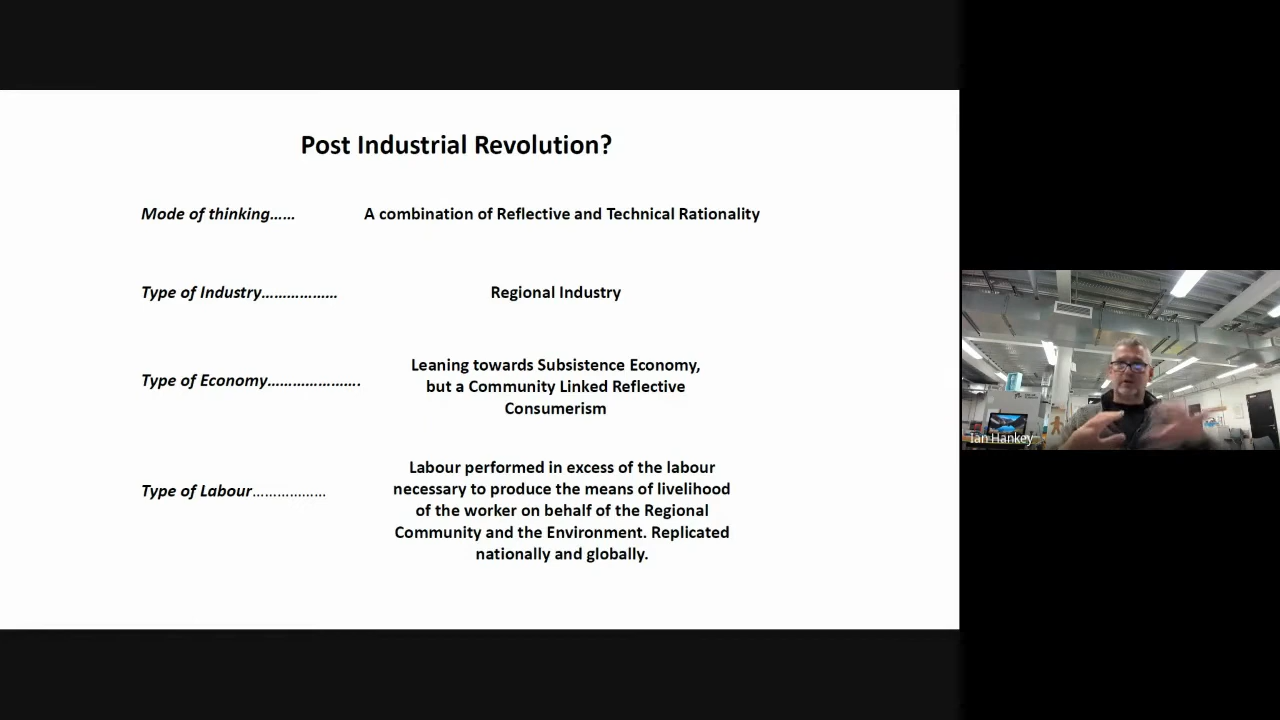 Post Industrial Revolution?
Mode of thinking…… A combination of Reflective and Technical Rationality
Type of Industry……………… Regional Industry
Type of Economy…………………. Leaning towards Subsistence Economy,
but a Community Linked Reflective
Consumerism
Type of Labour……………… Labour performed in excess of the labour
necessary to produce the means of livelihood
of the worker on behalf of the Regional
Community and the Environment. Replicated
nationally and globally.
Ian Hankey